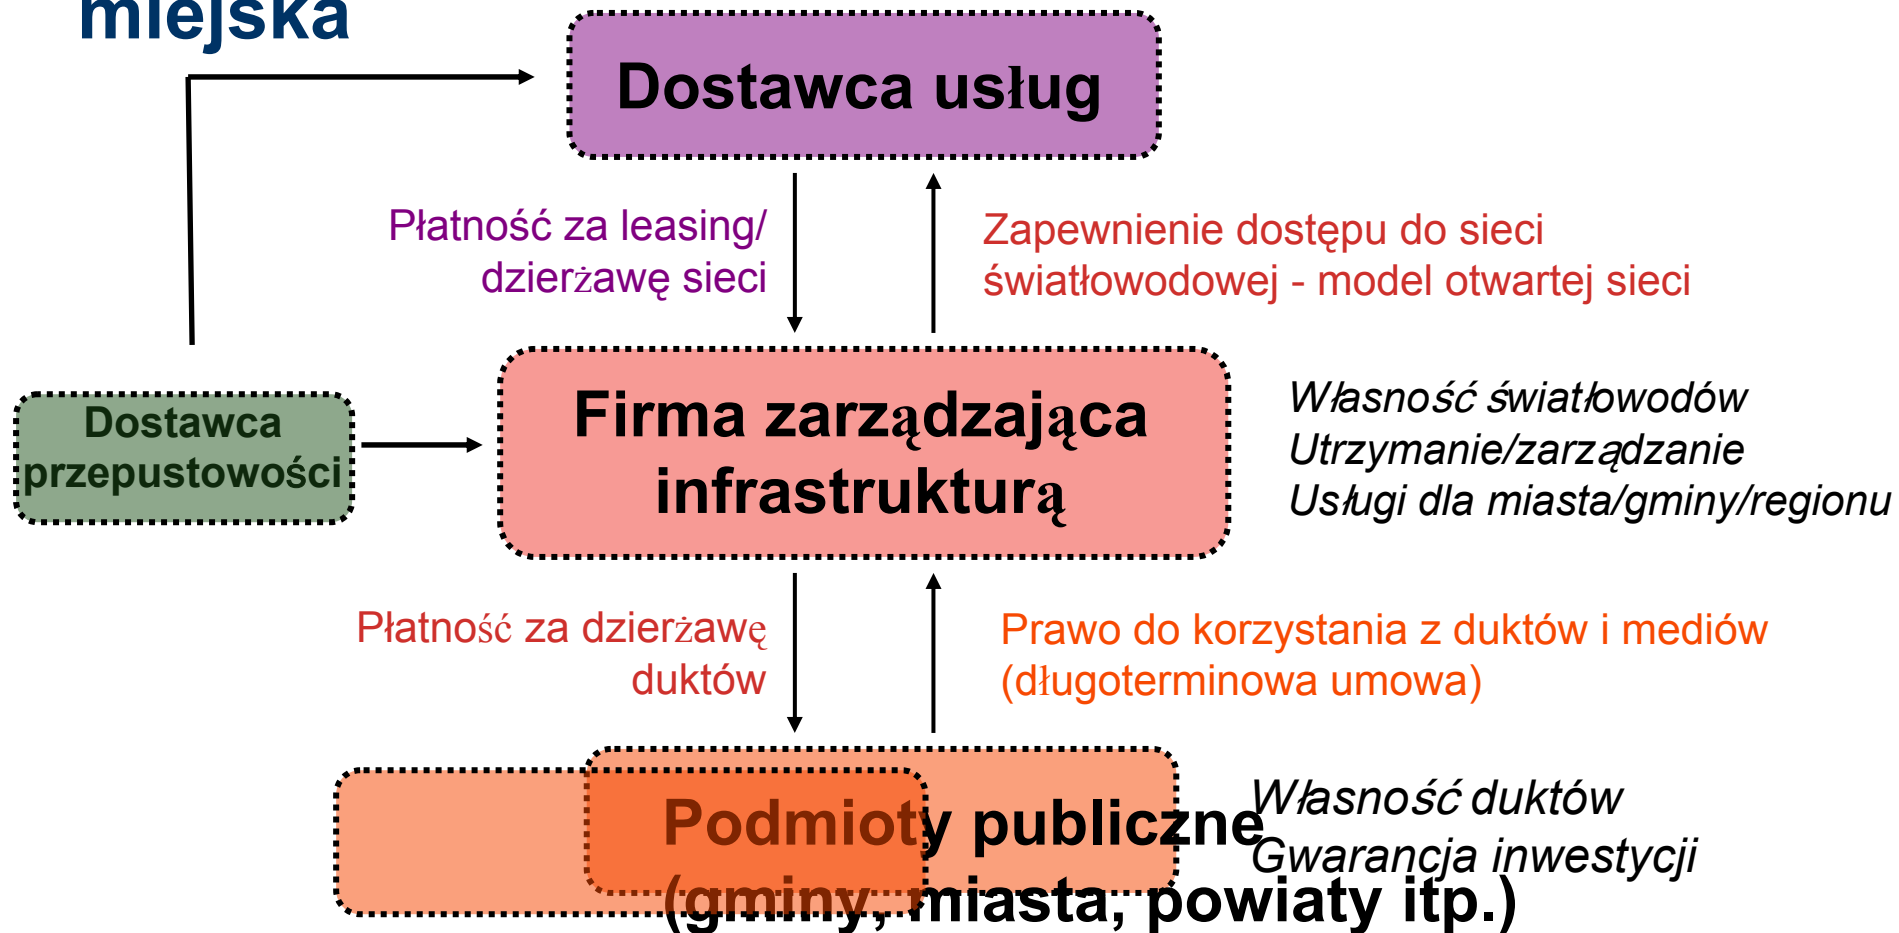 miejska
Dostawca usług
Płatność za leasing/
dzierżawę sieci
Zapewnienie dostępu do sieci
światłowodowej - model otwartej sieci
Dostawca
przepustowości
Firma zarządzająca
infrastrukturą
Własność światłowodów
Utrzymanie/zarządzanie
Usługi dla miasta/gminy/regionu
Płatność za dzierżawę
duktów
Prawo do korzystania z duktów i mediów
(długoterminowa umowa)
Podmioty publiczne
(gminy, miasta, powiaty itp.)
Własność duktów
Gwarancja inwestycji